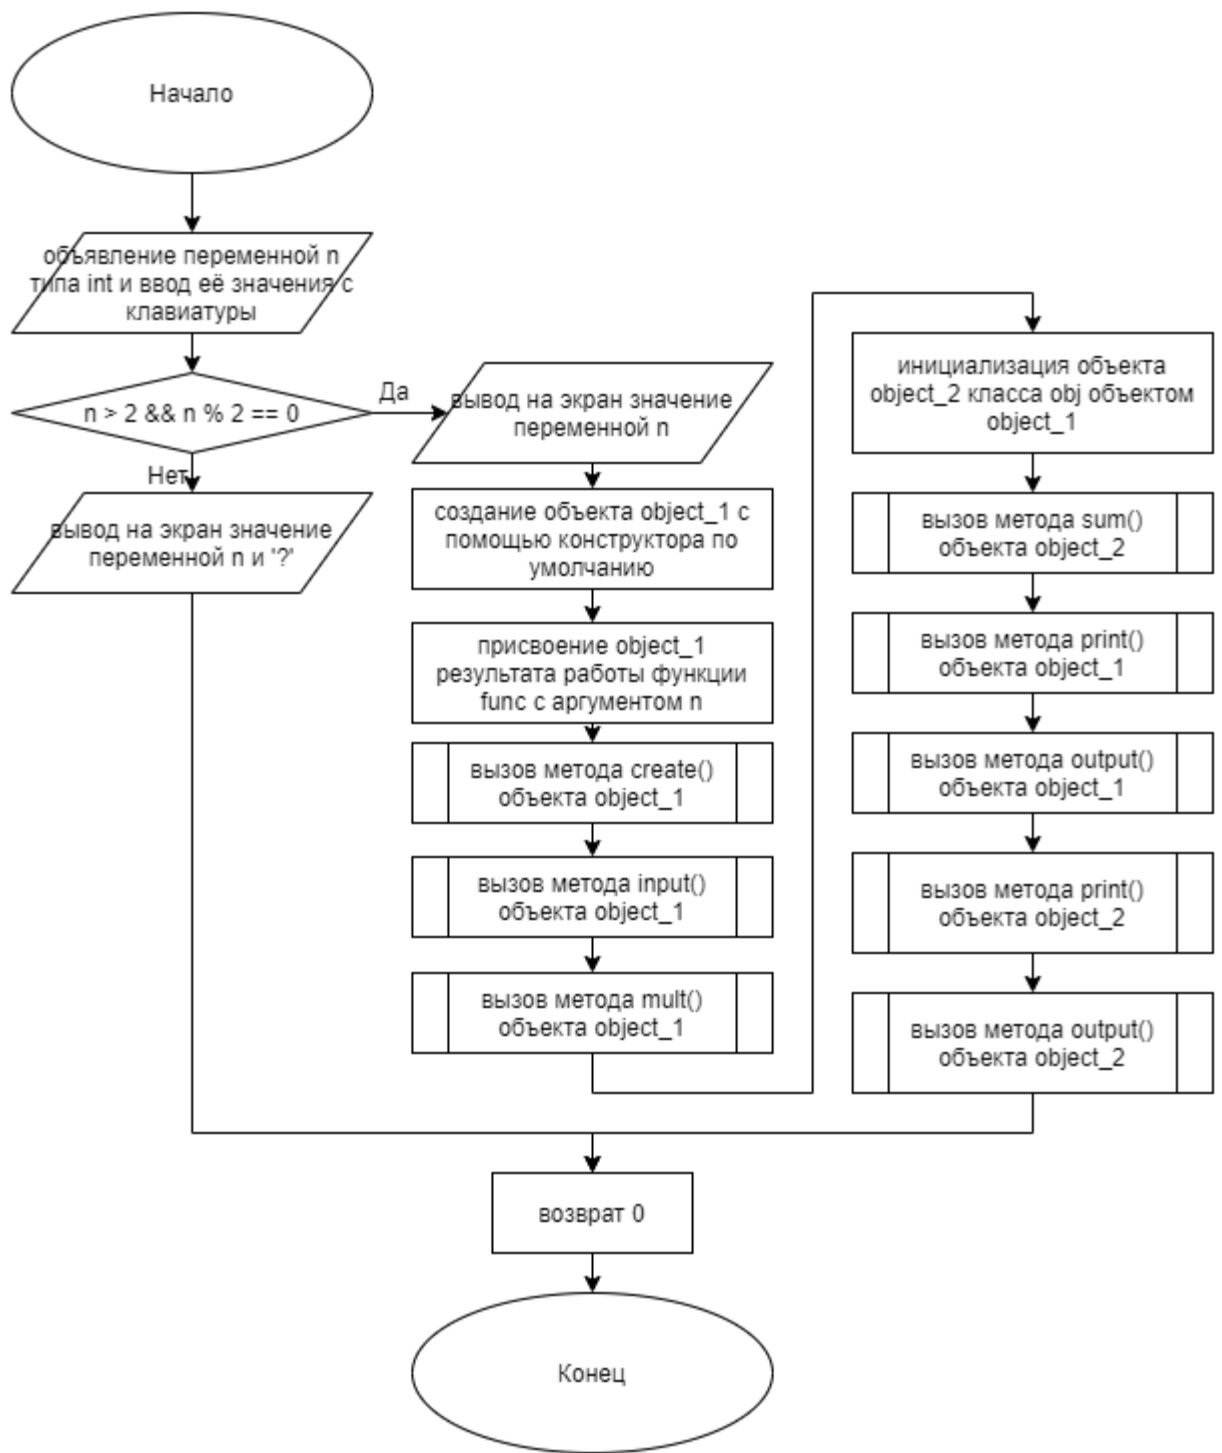 Начало
объявление переменной n
типа int и ввод её значения с
клавиатуры
n > 2 && n % 2 == 0
Да
Нет
вывод на экран значение
переменной n и '?'
вывод на экран значение
переменной n
создание объекта object_1 с
помощью конструктора по
умолчанию
присвоение object_1
результата работы функции
func с аргументом n
вызов метода create()
объекта object_1
вызов метода input()
объекта object_1
вызов метода mult()
объекта object_1
инициализация объекта
object_2 класса obj объектом
object_1
вызов метода sum()
объекта object_2
вызов метода print()
объекта object_1
вызов метода output()
объекта object_1
вызов метода print()
объекта object_2
вызов метода output()
объекта object_2
возврат 0
Конец